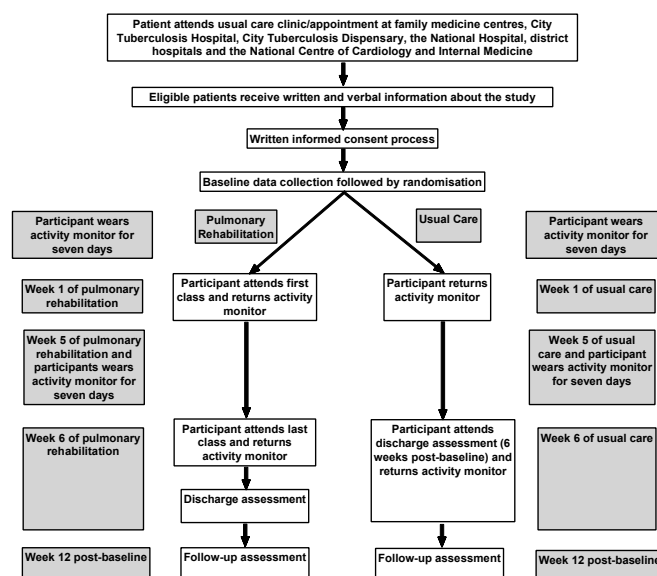 Patient attends usual care clinic/appointment at family medicine centres, City
Tuberculosis Hospital, City Tuberculosis Dispensary, the National Hospital, district
hospitals and the National Centre of Cardiology and Internal Medicine
Eligible patients receive written and verbal information about the study
Written informed consent process
Baseline data collection followed by randomisation
Participant wears
activity monitor for
seven days
Pulmonary
Rehabilitation
Usual Care
Participant wears
activity monitor for
seven days
Week 1 of pulmonary
rehabilitation
Participant attends first
class and returns activity
monitor
Participant returns
activity monitor
Week 1 of usual care
Week 5 of pulmonary
rehabilitation and
participants wears
activity monitor for
seven days
Week 5 of usual
care and participant
wears activity monitor
for seven days
Week 6 of pulmonary
rehabilitation
Participant attends last
class and returns
activity monitor
Participant attends
discharge assessment (6
weeks post-baseline) and
returns activity monitor
Week 6 of usual care
Discharge assessment
Week 12 post-baseline
Follow-up assessment
Follow-up assessment
Week 12 post-baseline